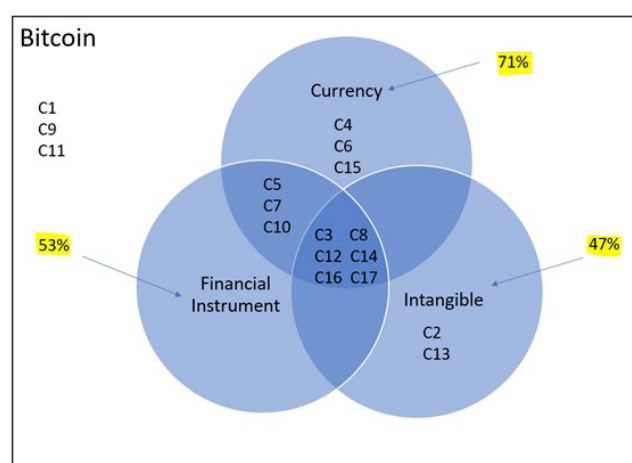 Bitcoin
71%
C1
C9
C11
Currency
C4
C6
C15
C5
C7
C10
53%
C3 C8
C12 C14
C16 C17
47%
Financial
Instrument
Intangible
C2
C13